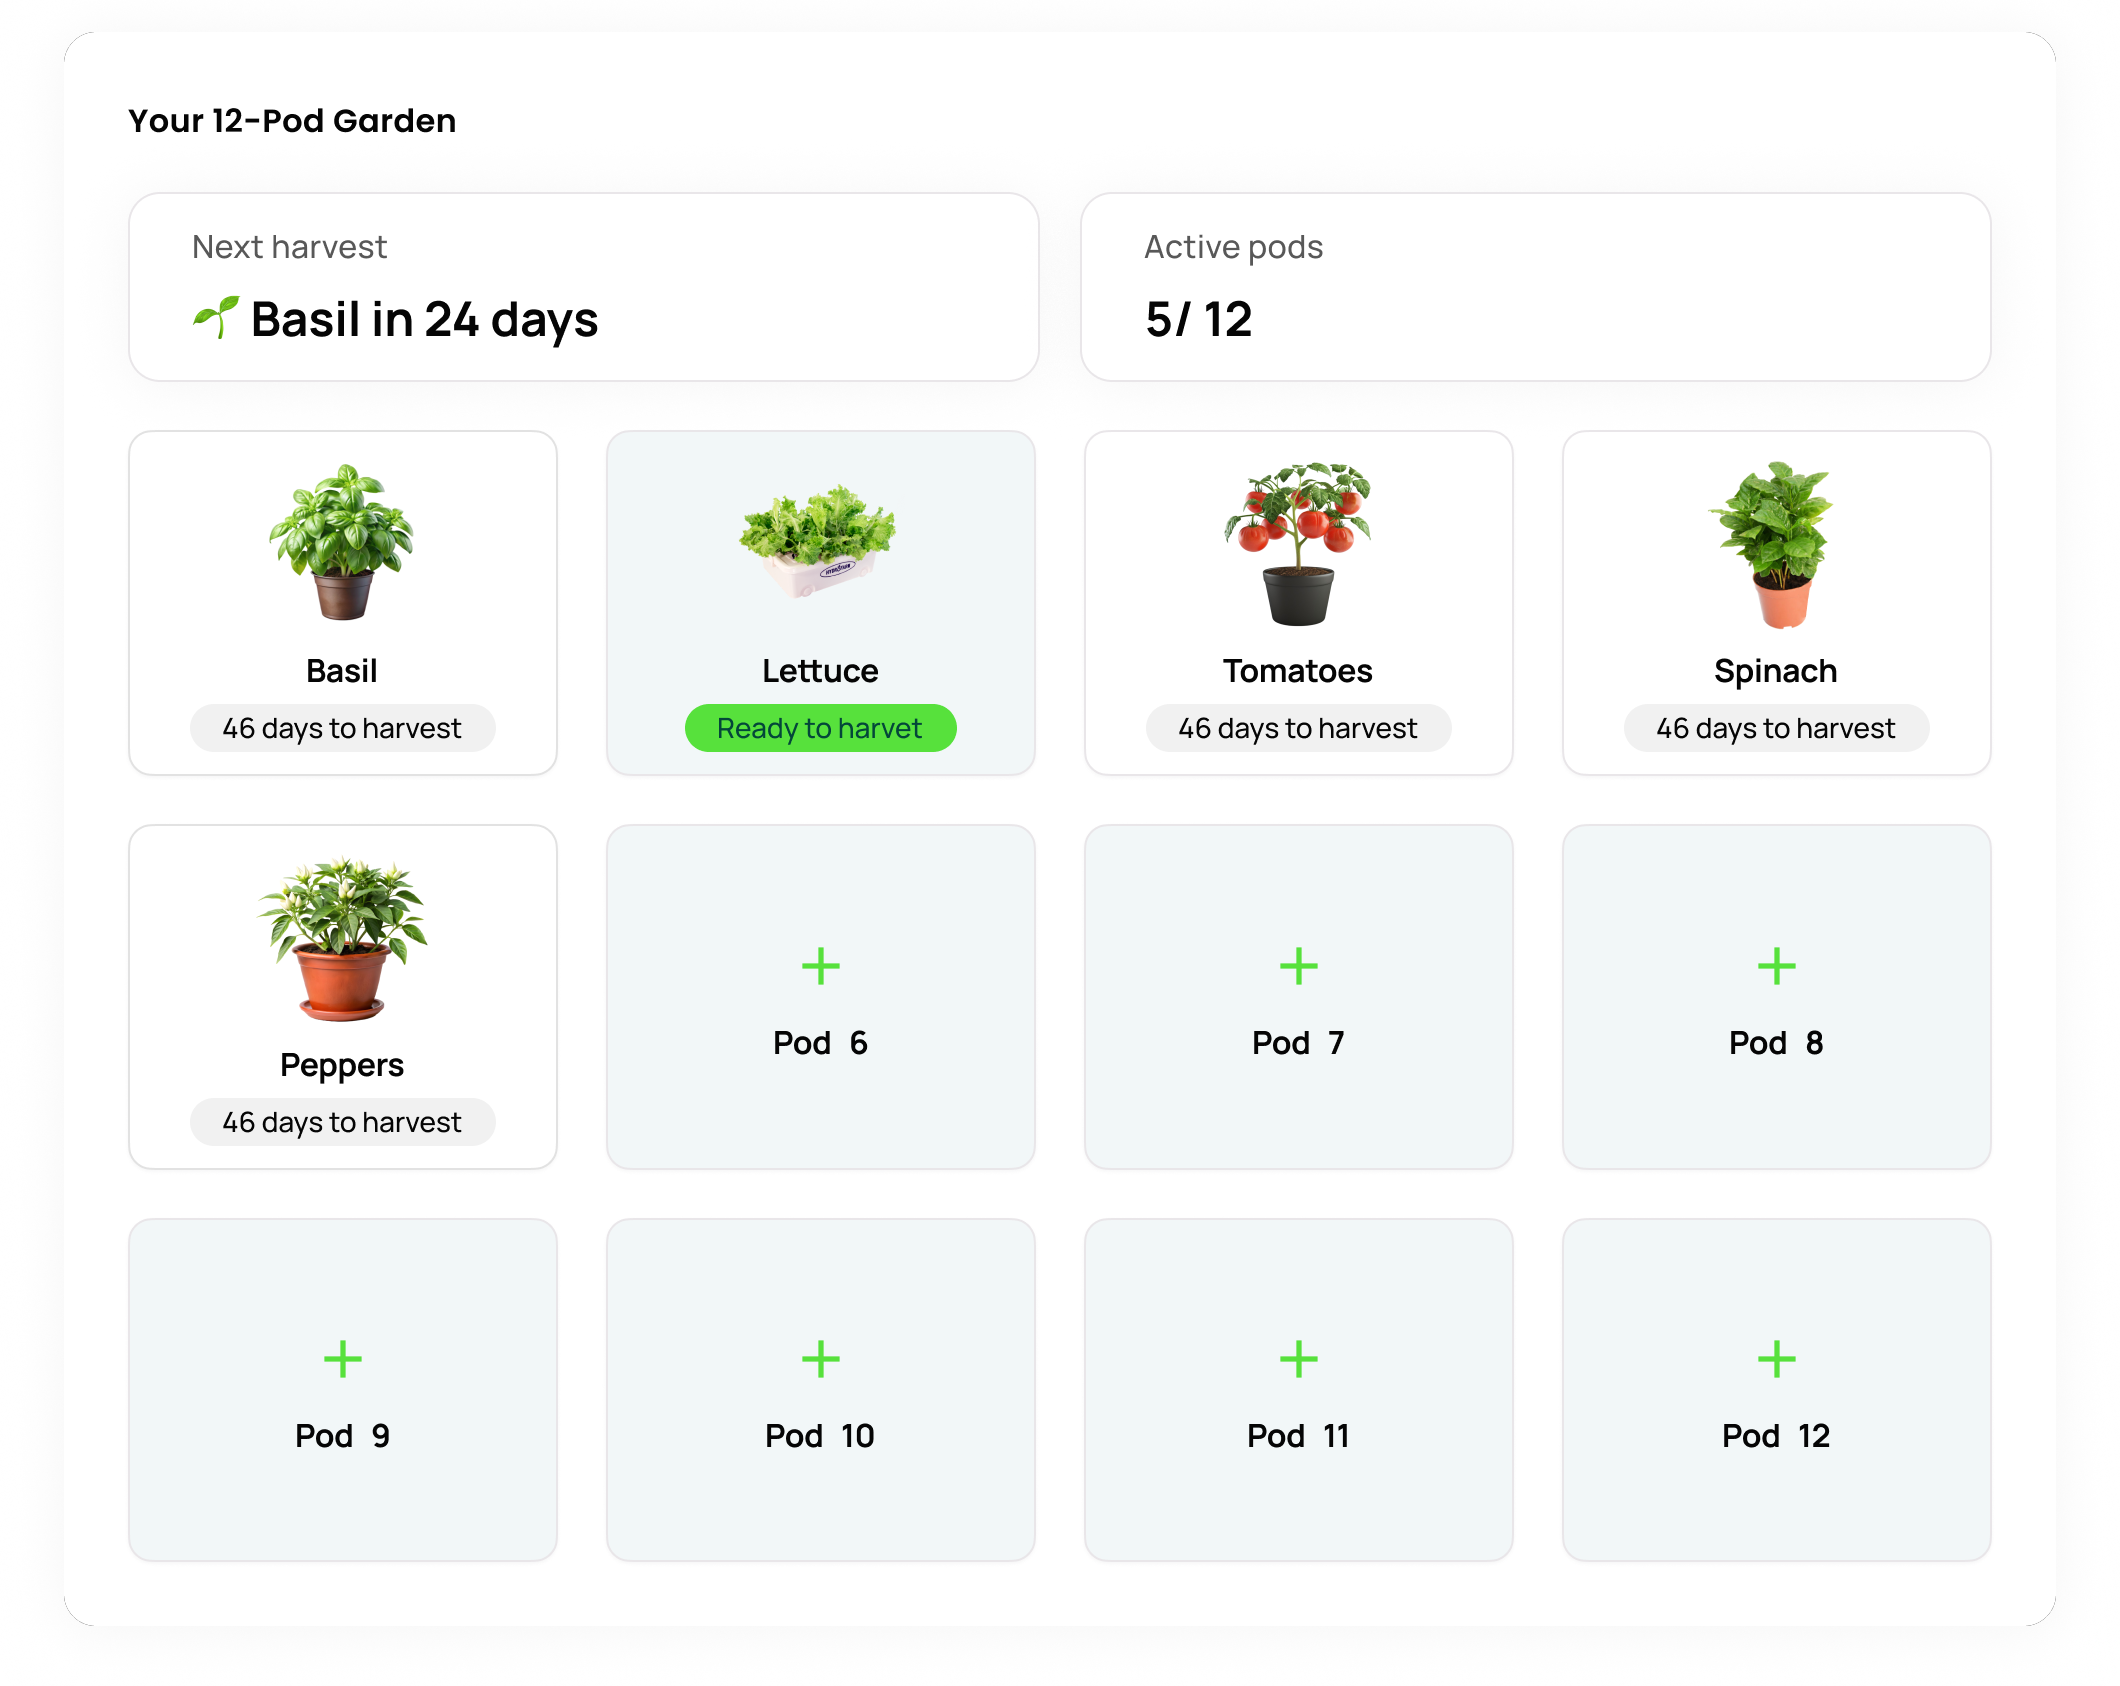 Your 12-Pod Garden
Next harvest
Active pods
Basil in 24 days
5/ 12
Basil
Lettuce
Tomatoes
Spinach
46 days to harvest
Ready to harvet
46 days to harvest
46 days to harvest
Peppers
46 days to harvest
Pod 6
Pod 7
Pod 8
Pod 9
Pod 10
Pod 11
Pod 12